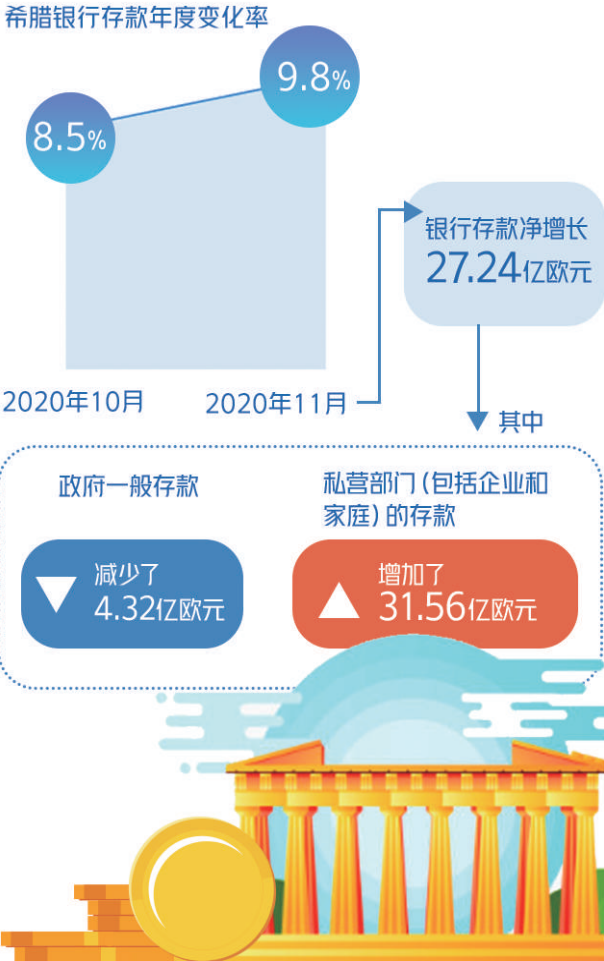 希腊银行存款年度变化率
9.8%
8.5%
银行存款净增长
27.24亿欧元
2020年10月
2020年11月
其中
政府一般存款
私营部门（包括企业和
家庭）的存款
减少了
4.32亿欧元
增加了
31.56亿欧元